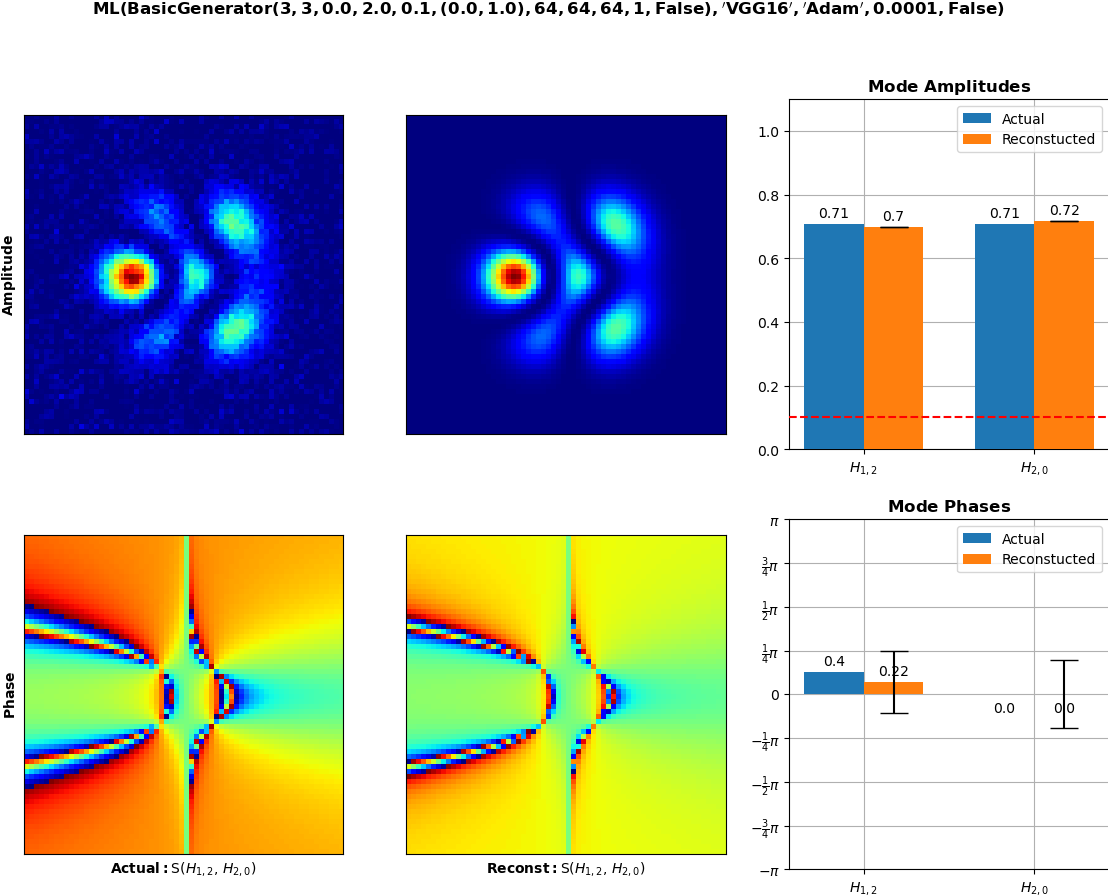 ML(BasicGenerator(3, 3, 0.0, 2.0, 0.1, (0.0, 1.0), 64, 64, 64, 1, False), 'VGG16', 'Adam', 0.0001, False)
Amplitude
Mode Amplitudes
Actual
Reconstucted
1.0
0.8
0.6
0.4
0.2
0.0
0.71
0.7
0.71
0.72
H1, 2
H2, 0
Phase
Actual: S(H1, 2, H2, 0)
Reconst: S(H1, 2, H2, 0)
Mode Phases
Actual
Reconstucted
π
3/4π
1/2π
1/4π
0
−1/4π
−1/2π
−3/4π
−π
0.4
0.22
0.0
0.0
H1, 2
H2, 0